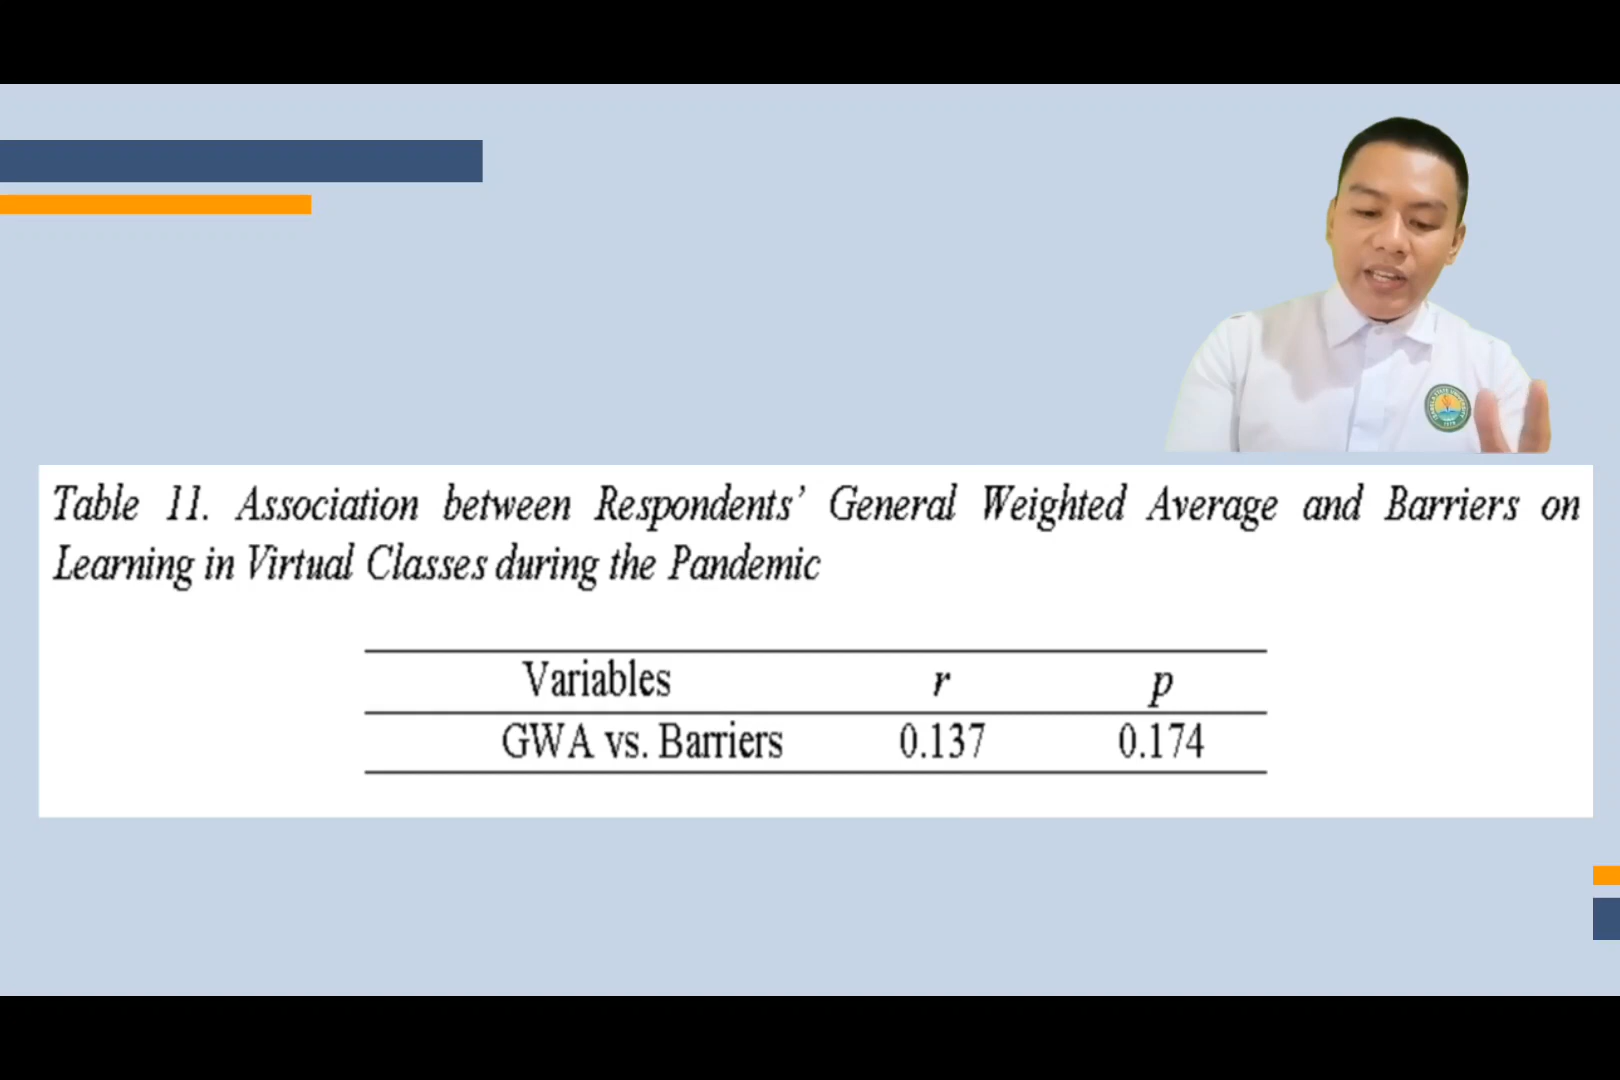 Table 11. Association between Respondents’ General Weighted Average and Barriers on
Learning in Virtual Classes during the Pandemic
Variables r p
GWA vs. Barriers 0.137 0.174